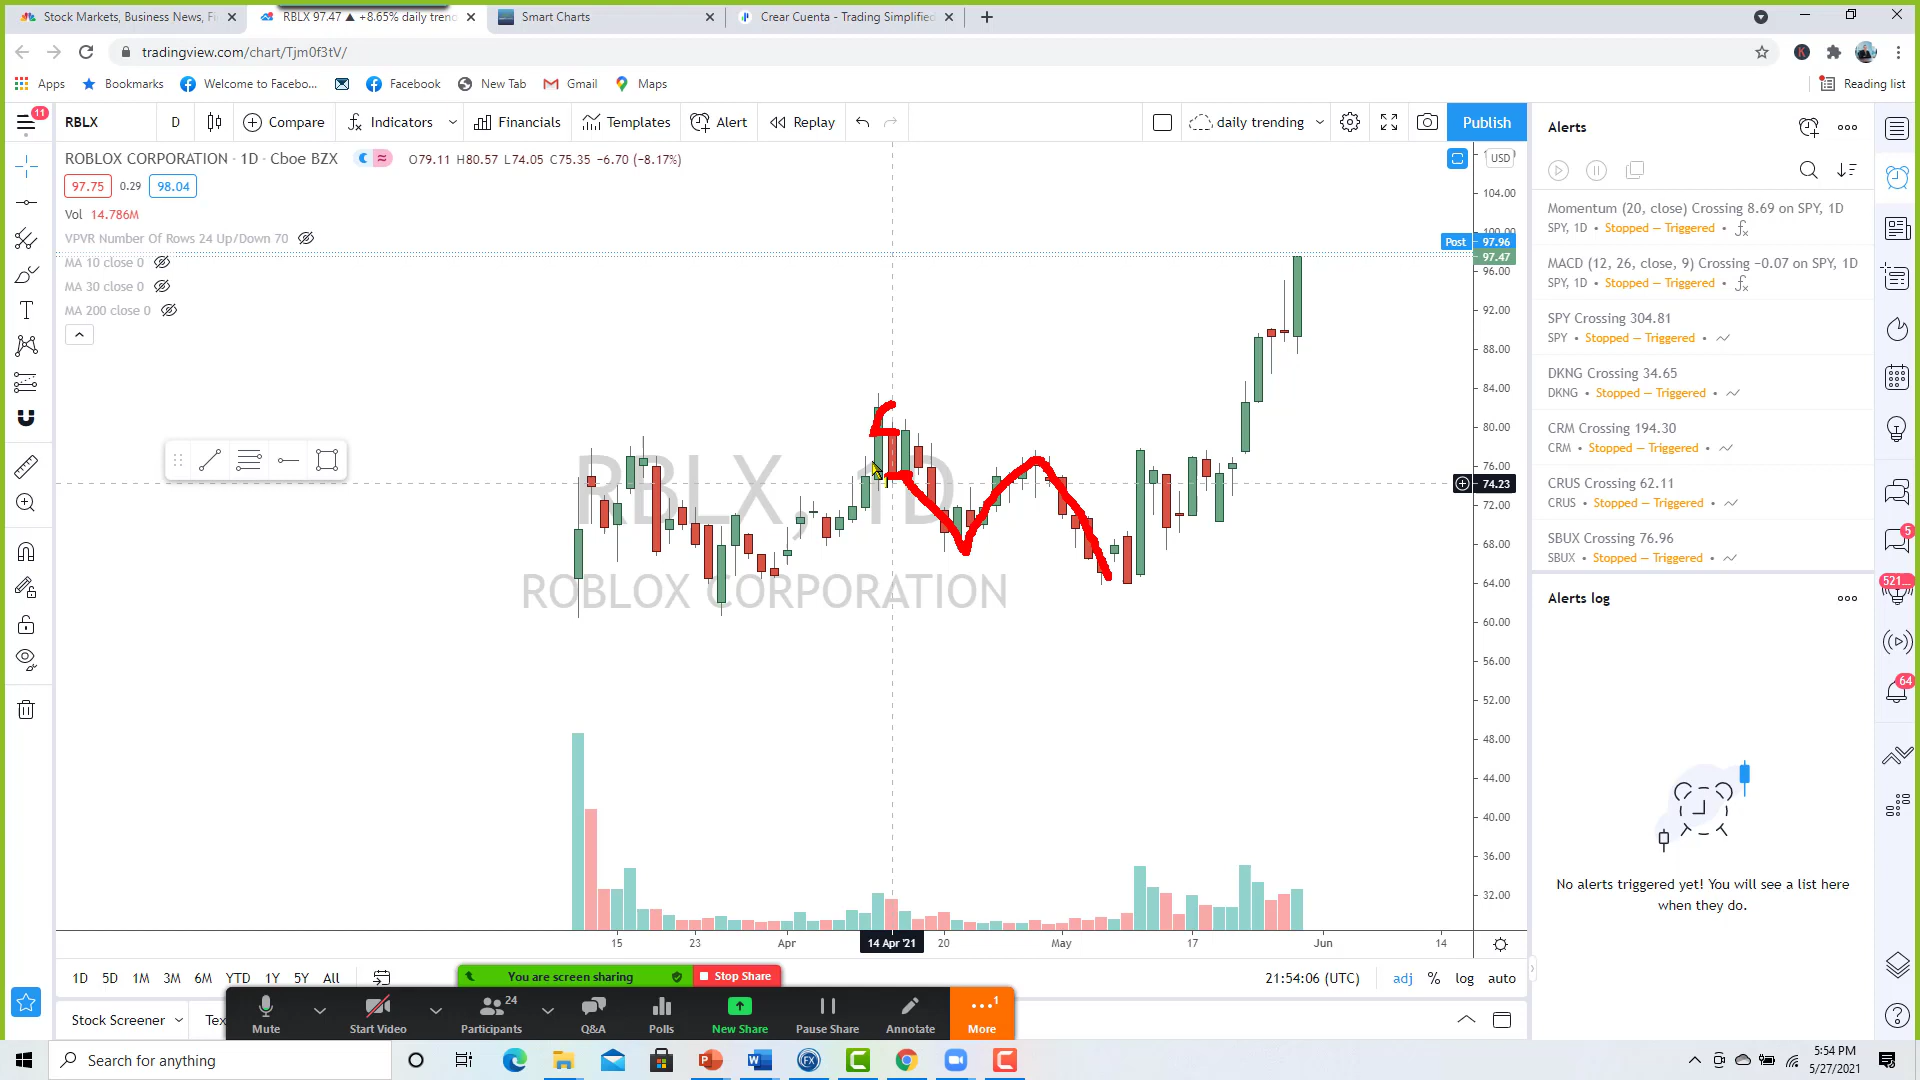 Stock Markets, Business News, Fi
RBLX 97.47 ▲ +8.65% daily tren
Smart Charts
Crear Cuenta - Trading Simplified
tradingview.com/chart/Tjm0f3tV/
Apps
Bookmarks
Welcome to Facebo...
Facebook
New Tab
Gmail
Maps
Reading list
11
RBLX
D
Compare
Indicators
Financials
Templates
Alert
Replay
daily trending
Publish
ROBLOX CORPORATION · 1D · Cboe BZX
O79.11 H80.57 L74.05 C75.35 −6.70 (−8.17%)
97.75
0.29
98.04
Vol 14.786M
VPVR Number Of Rows 24 Up/Down 70
MA 10 close 0
MA 30 close 0
MA 200 close 0
RBLX, 1D
ROBLOX CORPORATION
USD
104.00
100.00
Post 97.96
97.47
96.00
92.00
88.00
84.00
80.00
76.00
74.23
72.00
68.00
64.00
60.00
56.00
52.00
48.00
44.00
40.00
36.00
32.00
15
23
Apr
14 Apr '21
20
May
17
Jun
14
1D
5D
1M
3M
6M
YTD
1Y
5Y
All
21:54:06 (UTC)
adj
%
log
auto
You are screen sharing
Stop Share
Stock Screener
Tex
Mute
Start Video
24
Participants
Q&A
Polls
New Share
Pause Share
Annotate
1
More
Alerts
Momentum (20, close) Crossing 8.69 on SPY, 1D
SPY, 1D • Stopped — Triggered •
MACD (12, 26, close, 9) Crossing −0.07 on SPY, 1D
SPY, 1D • Stopped — Triggered •
SPY Crossing 304.81
SPY • Stopped — Triggered •
DKNG Crossing 34.65
DKNG • Stopped — Triggered •
CRM Crossing 194.30
CRM • Stopped — Triggered •
CRUS Crossing 62.11
CRUS • Stopped — Triggered •
SBUX Crossing 76.96
SBUX • Stopped — Triggered •
Alerts log
No alerts triggered yet! You will see a list here
when they do.
5
521
64
Search for anything
5:54 PM
5/27/2021